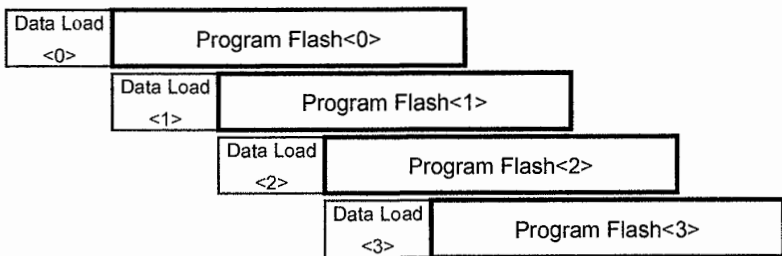 Data Load
<0>
Program Flash<0>
Data Load
<1>
Program Flash<1>
Data Load
<2>
Program Flash<2>
Data Load
<3>
Program Flash<3>